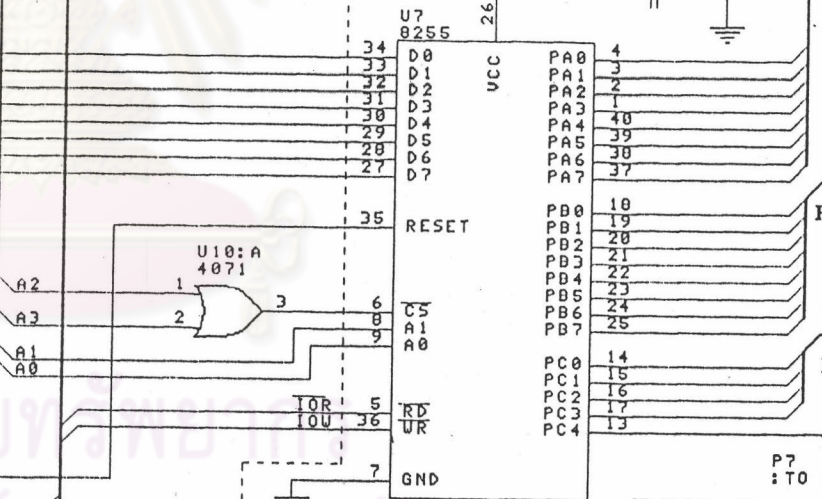 U7
8255
26
VCC
34 D0
33 D1
32 D2
31 D3
30 D4
29 D5
28 D6
27 D7
35 RESET
U10:A
4071
A2 1
A3 2
3
6 CS
8 A1
9 A0
A1
A0
IOR 5 RD
IOW 36 WR
7 GND
PA0 4
PA1 3
PA2 2
PA3 1
PA4 40
PA5 39
PA6 38
PA7 37
PB0 18
PB1 19
PB2 20
PB3 21
PB4 22
PB5 23
PB6 24
PB7 25
PC0 14
PC1 15
PC2 16
PC3 17
PC4 13
P7
:TO